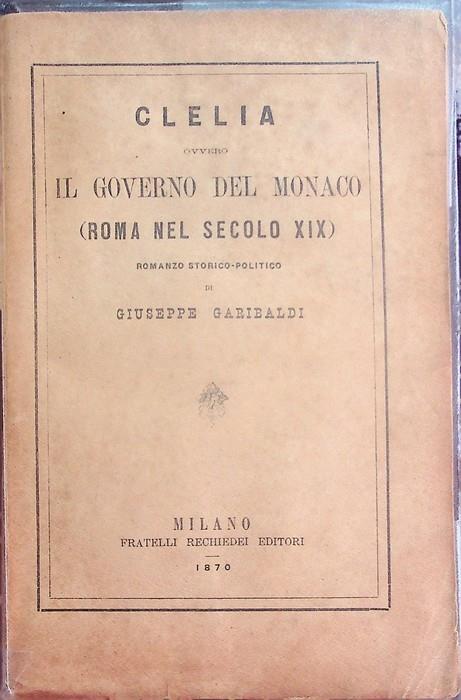 CLELIA
OVVERO
IL GOVERNO DEL MONACO
(ROMA NEL SECOLO XIX)
ROMANZO STORICO-POLITICO
DI
GIUSEPPE GARIBALDI
MILANO
FRATELLI RECHIEDEI EDITORI
1870